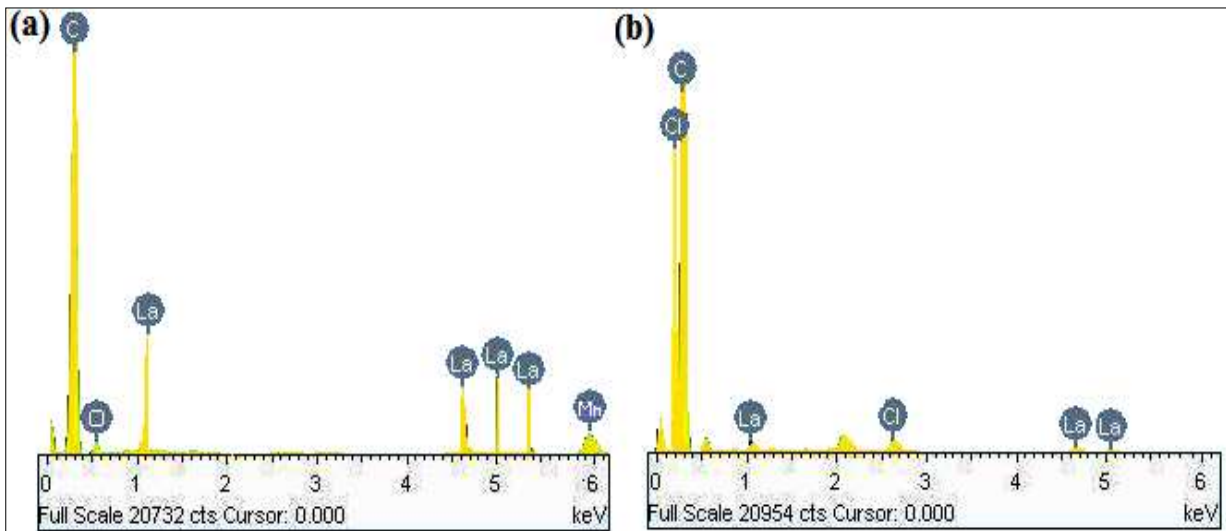 (a)
C
La
La
La
La
Mn
0 1 2 3 4 5 6
Full Scale 20732 cts Cursor: 0.000 keV
(b)
C
Cl
La
Cl
La
La
0 1 2 3 4 5 6
Full Scale 20954 cts Cursor: 0.000 keV